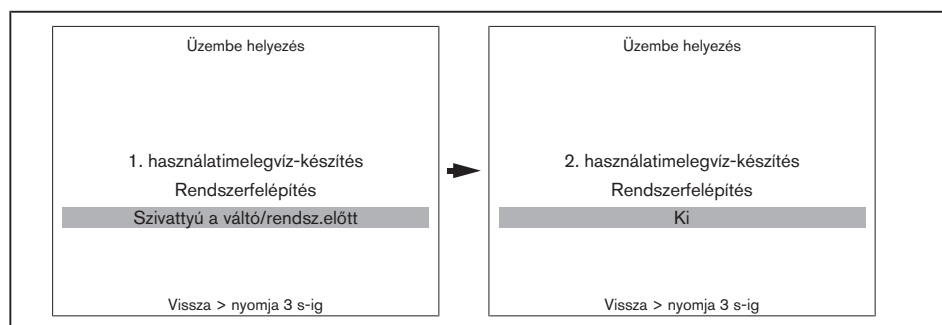 Üzembe helyezés
1. használatimelegvíz-készítés
Rendszerfelépítés
Szivattyú a váltó/rendsz.előtt
Vissza > nyomja 3 s-ig
Üzembe helyezés
2. használatimelegvíz-készítés
Rendszerfelépítés
Ki
Vissza > nyomja 3 s-ig